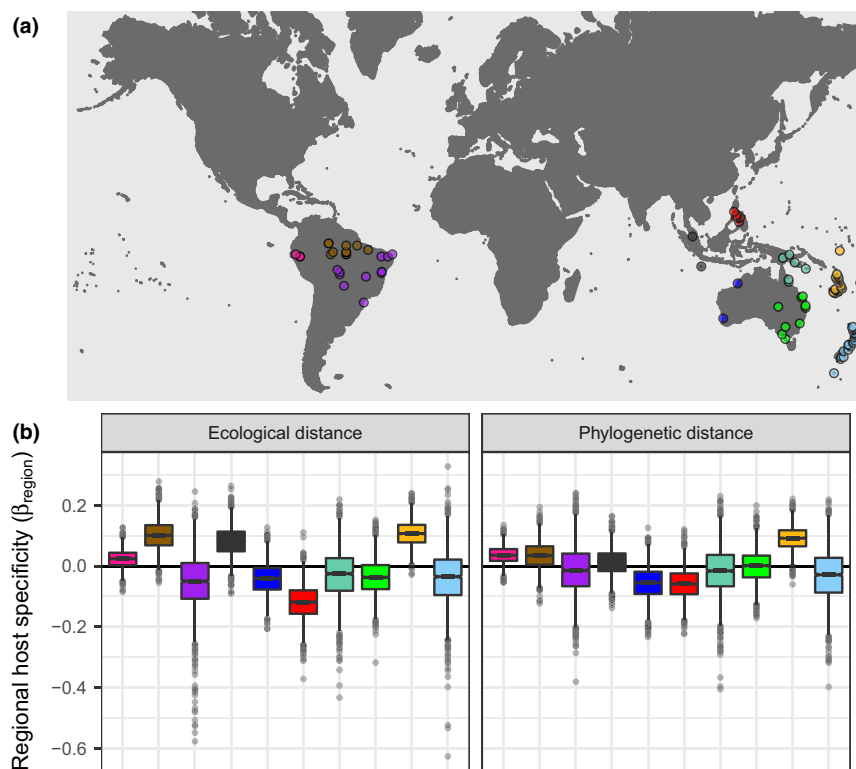 (a)
(b)
Ecological distance
Phylogenetic distance
Regional host specificity (βregion)
0.2
0.0
−0.2
−0.4
−0.6